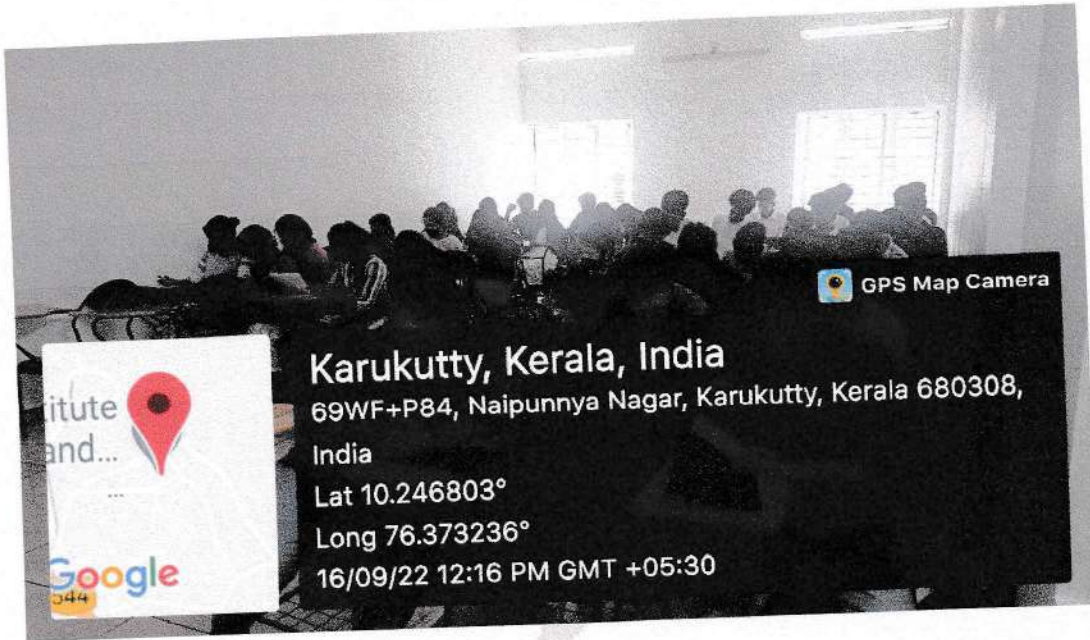 GPS Map Camera
Karukutty, Kerala, India
69WF+P84, Naipunnya Nagar, Karukutty, Kerala 680308,
India
Lat 10.246803°
Long 76.373236°
16/09/22 12:16 PM GMT +05:30
itute
and...
...
Google
544